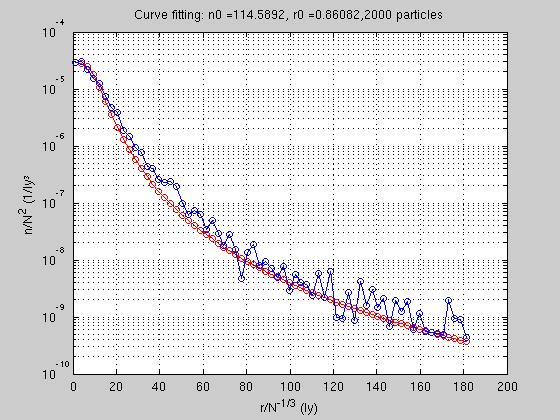 Curve fitting: n0 =114.5892, r0 =0.86082,2000 particles
10^-4
10^-5
10^-6
10^-7
10^-8
10^-9
10^-10
n/N^2 (1/ly³
0 20 40 60 80 100 120 140 160 180 200
r/N^-1/3 (ly)